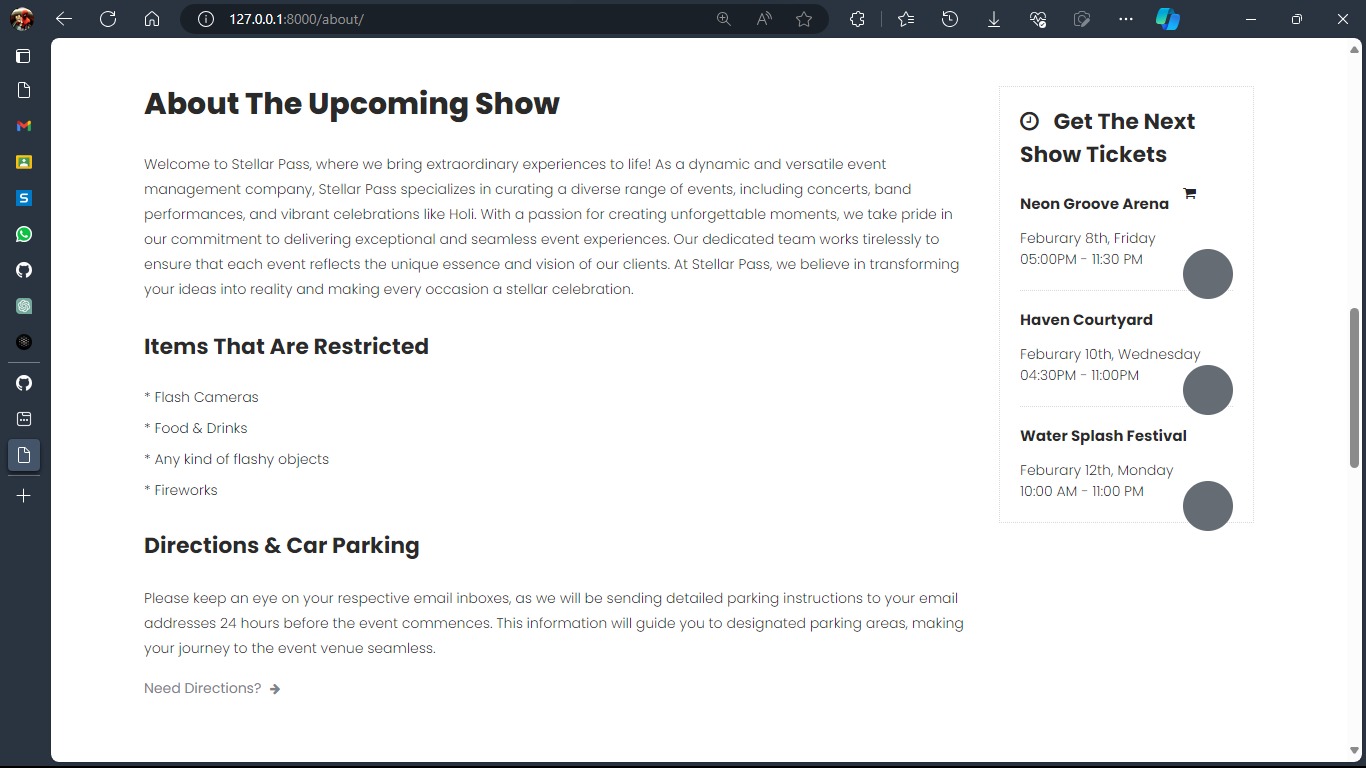 127.0.0.1:8000/about/
About The Upcoming Show
Welcome to Stellar Pass, where we bring extraordinary experiences to life! As a dynamic and versatile event
management company, Stellar Pass specializes in curating a diverse range of events, including concerts, band
performances, and vibrant celebrations like Holi. With a passion for creating unforgettable moments, we take pride in
our commitment to delivering exceptional and seamless event experiences. Our dedicated team works tirelessly to
ensure that each event reflects the unique essence and vision of our clients. At Stellar Pass, we believe in transforming
your ideas into reality and making every occasion a stellar celebration.
Items That Are Restricted
* Flash Cameras
* Food & Drinks
* Any kind of flashy objects
* Fireworks
Directions & Car Parking
Please keep an eye on your respective email inboxes, as we will be sending detailed parking instructions to your email
addresses 24 hours before the event commences. This information will guide you to designated parking areas, making
your journey to the event venue seamless.
Need Directions?
Get The Next
Show Tickets
Neon Groove Arena
Feburary 8th, Friday
05:00PM - 11:30 PM
Haven Courtyard
Feburary 10th, Wednesday
04:30PM - 11:00PM
Water Splash Festival
Feburary 12th, Monday
10:00 AM - 11:00 PM